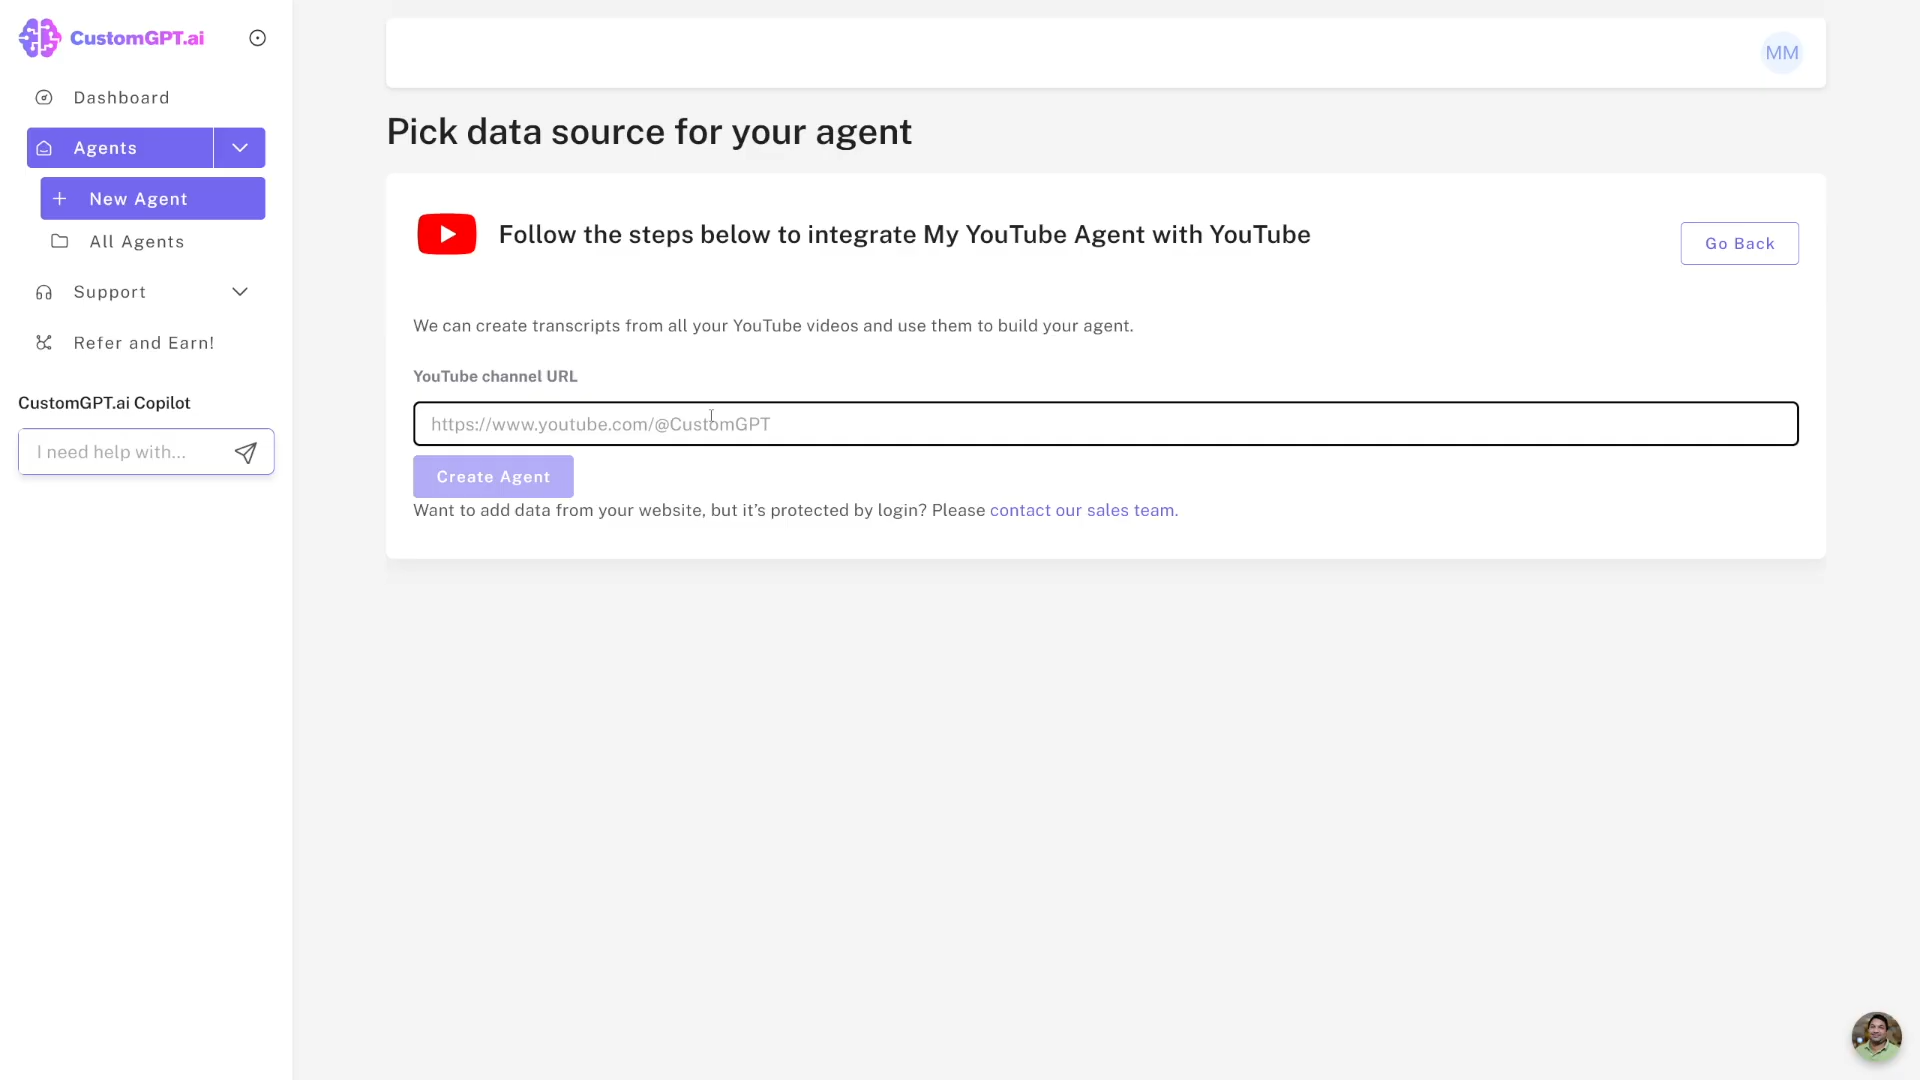 CustomGPT.ai
Dashboard
Agents
New Agent
All Agents
Support
Refer and Earn!
CustomGPT.ai Copilot
I need help with...
MM
Pick data source for your agent
Follow the steps below to integrate My YouTube Agent with YouTube
Go Back
We can create transcripts from all your YouTube videos and use them to build your agent.
YouTube channel URL
https://www.youtube.com/@CustomGPT
Create Agent
Want to add data from your website, but it’s protected by login? Please contact our sales team.